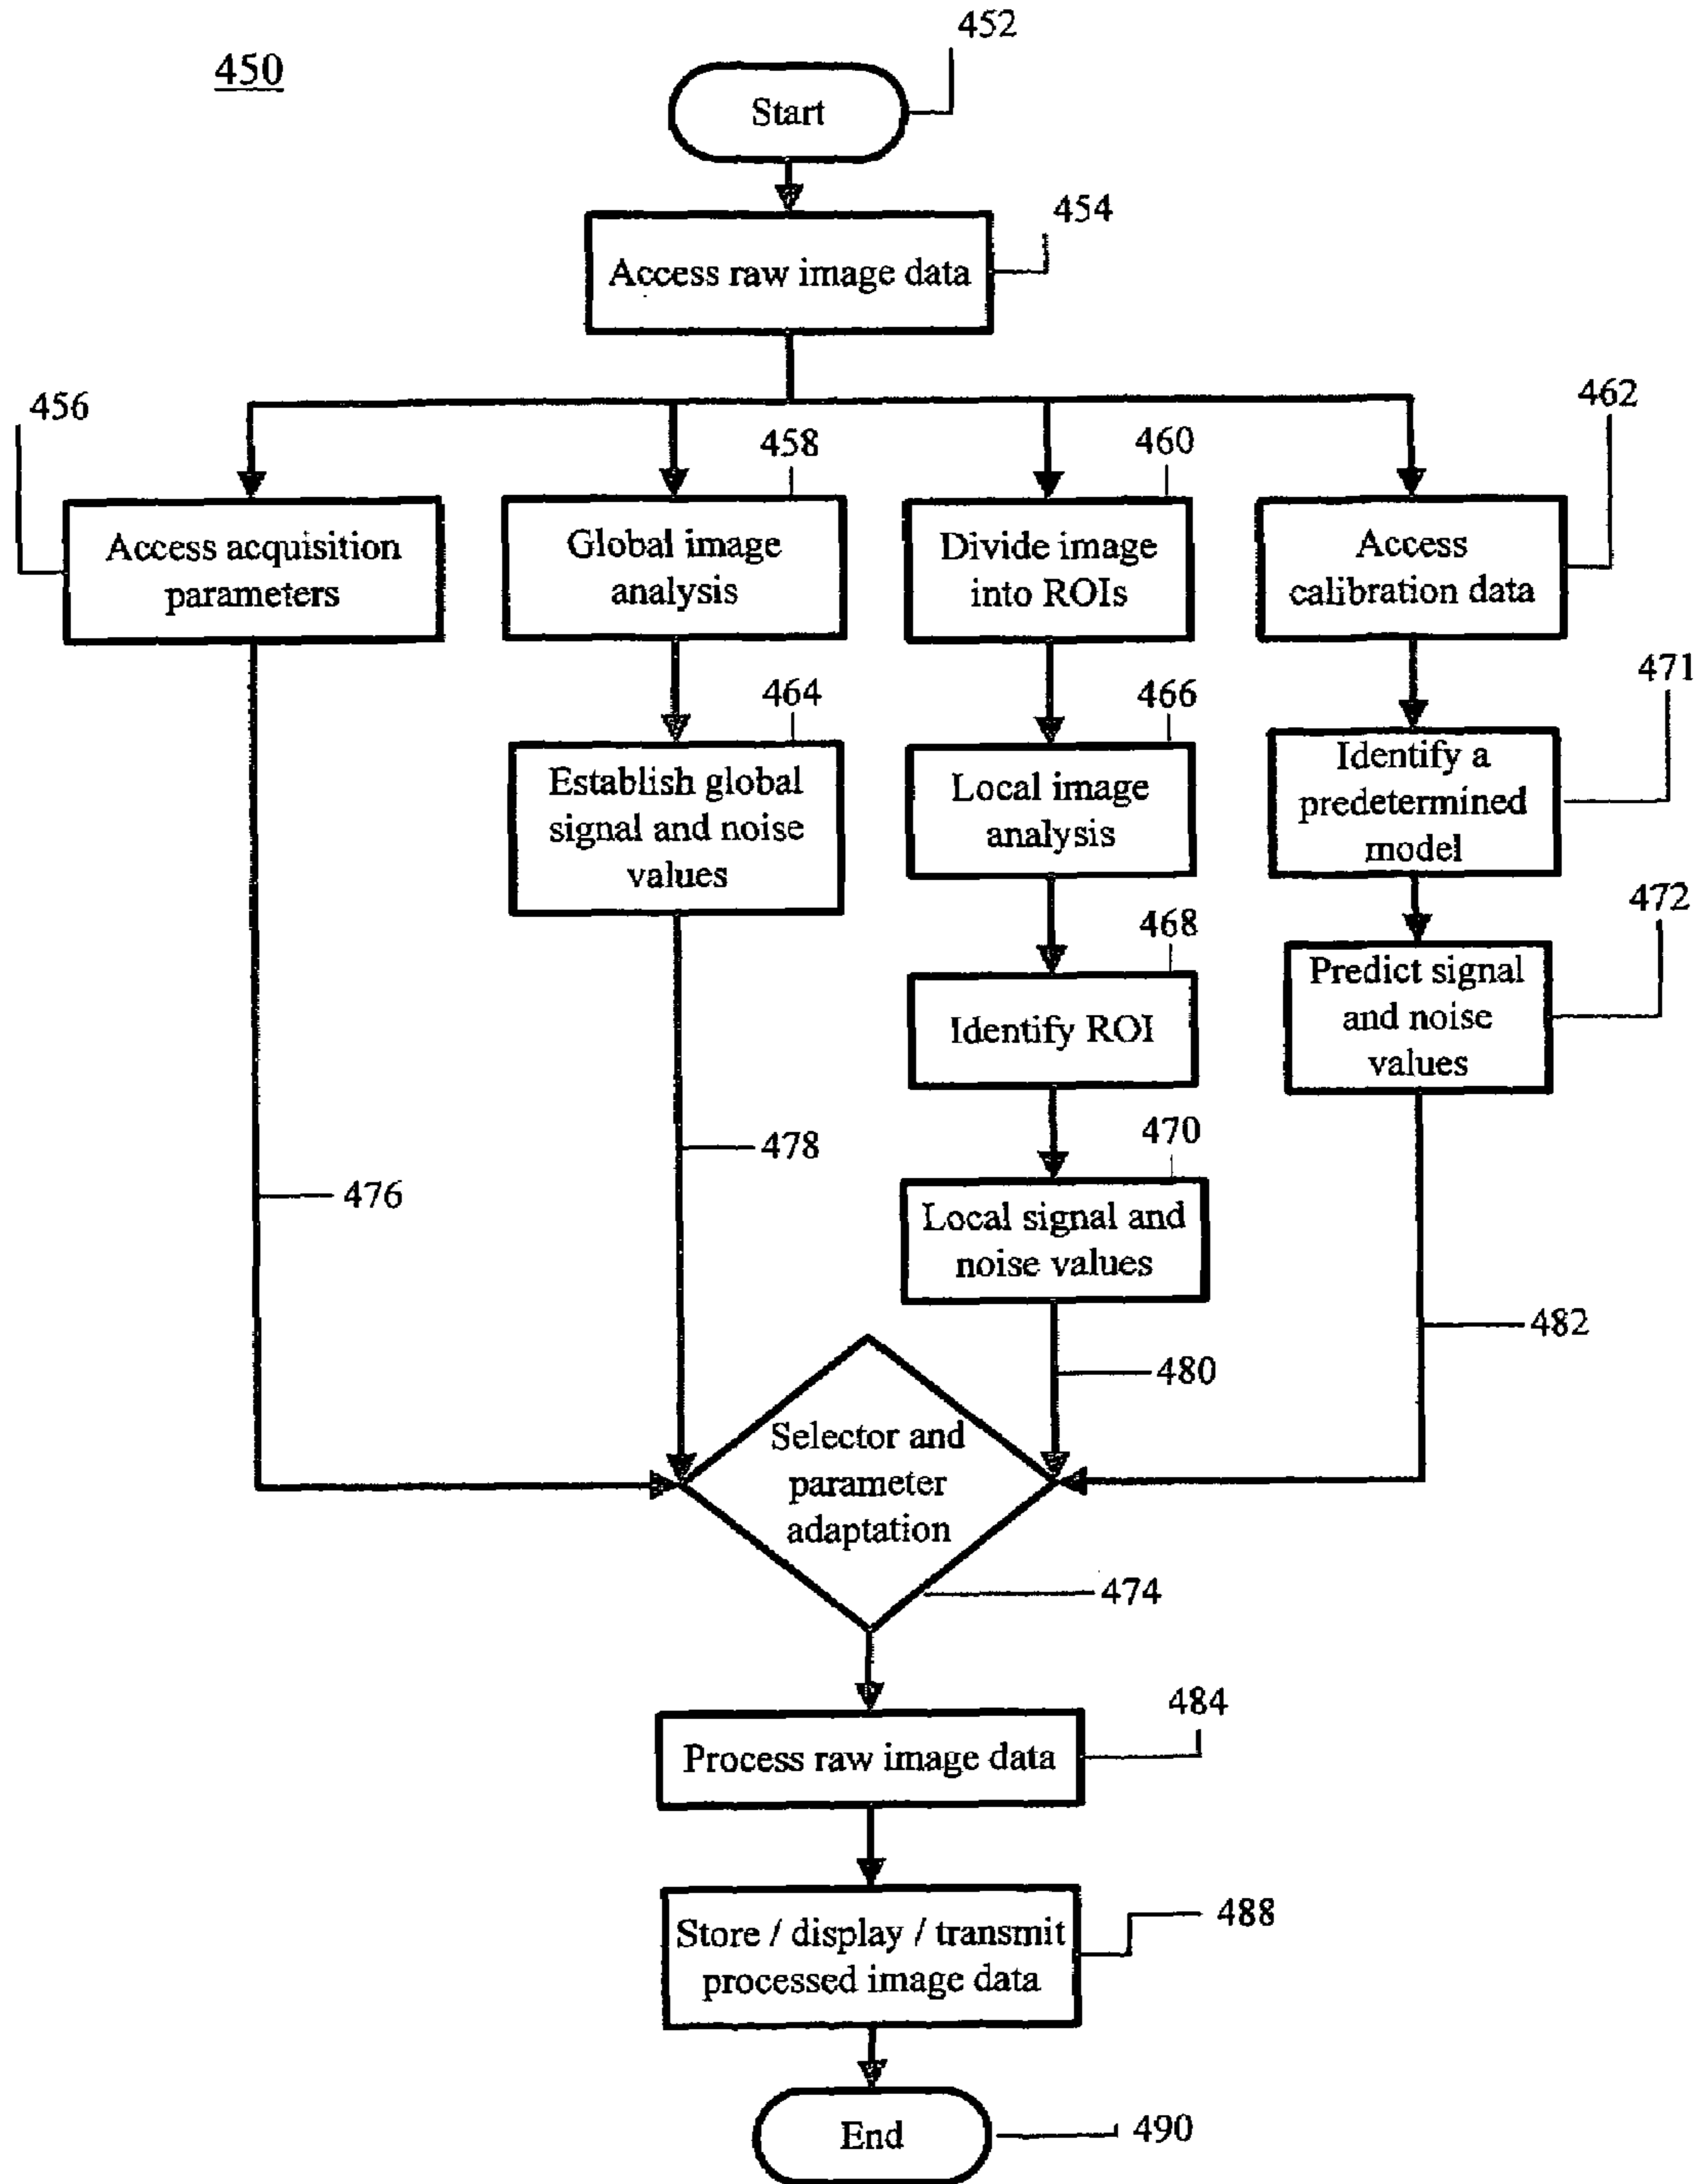 450
452
Start
454
Access raw image data
456
458
460
462
Access acquisition
parameters
Global image
analysis
Divide image
into ROIs
Access
calibration data
464
466
471
Establish global
signal and noise
values
Local image
analysis
Identify a
predetermined
model
468
472
Identify ROI
Predict signal
and noise
values
476
478
470
Local signal and
noise values
480
482
Selector and
parameter
adaptation
474
484
Process raw image data
488
Store / display / transmit
processed image data
End
490